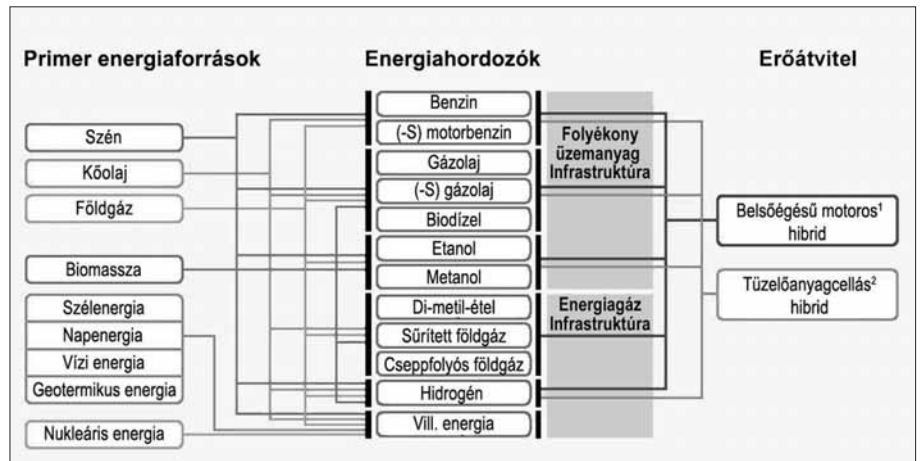 Primer energiaforrások
Energiahordozók
Erőátvitel
Szén
Kőolaj
Földgáz
Biomassza
Szélenergia
Napenergia
Vízi energia
Geotermikus energia
Nukleáris energia
Benzin
(-S) motorbenzin
Gázolaj
(-S) gázolaj
Biodízel
Etanol
Metanol
Di-metil-étel
Sűrített földgáz
Cseppfolyós földgáz
Hidrogén
Vill. energia
Folyékony
üzemanyag
Infrastruktúra
Energiagáz
Infrastruktúra
Belsőégésű motoros¹
hibrid
Tüzelőanyagcellás²
hibrid